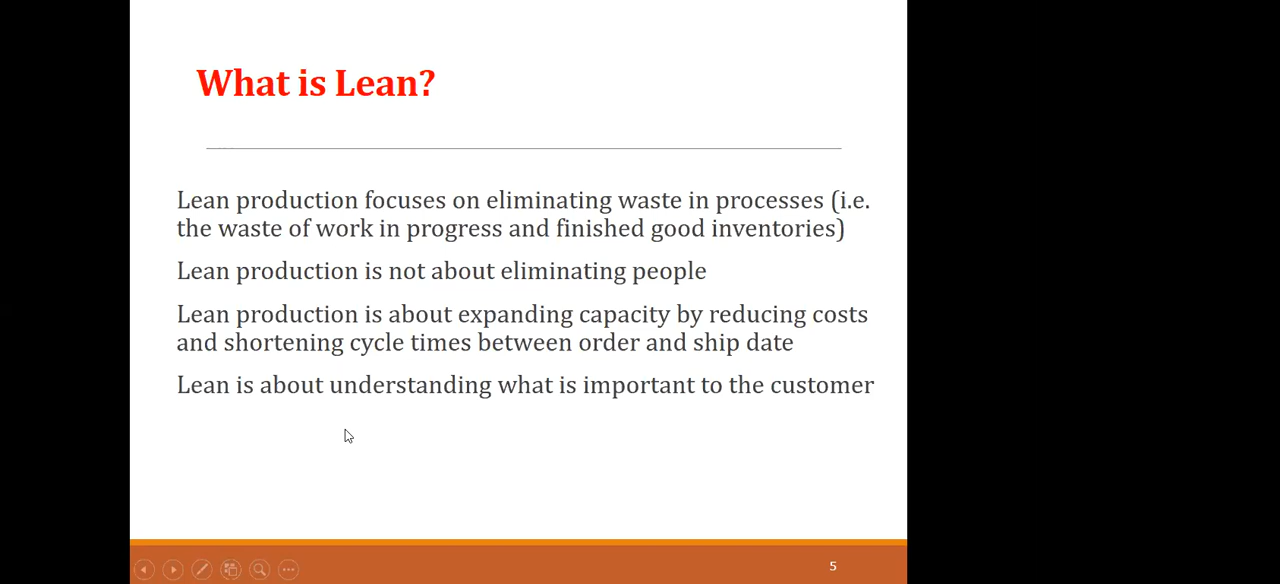 What is Lean?
Lean production focuses on eliminating waste in processes (i.e.
the waste of work in progress and finished good inventories)
Lean production is not about eliminating people
Lean production is about expanding capacity by reducing costs
and shortening cycle times between order and ship date
Lean is about understanding what is important to the customer
5